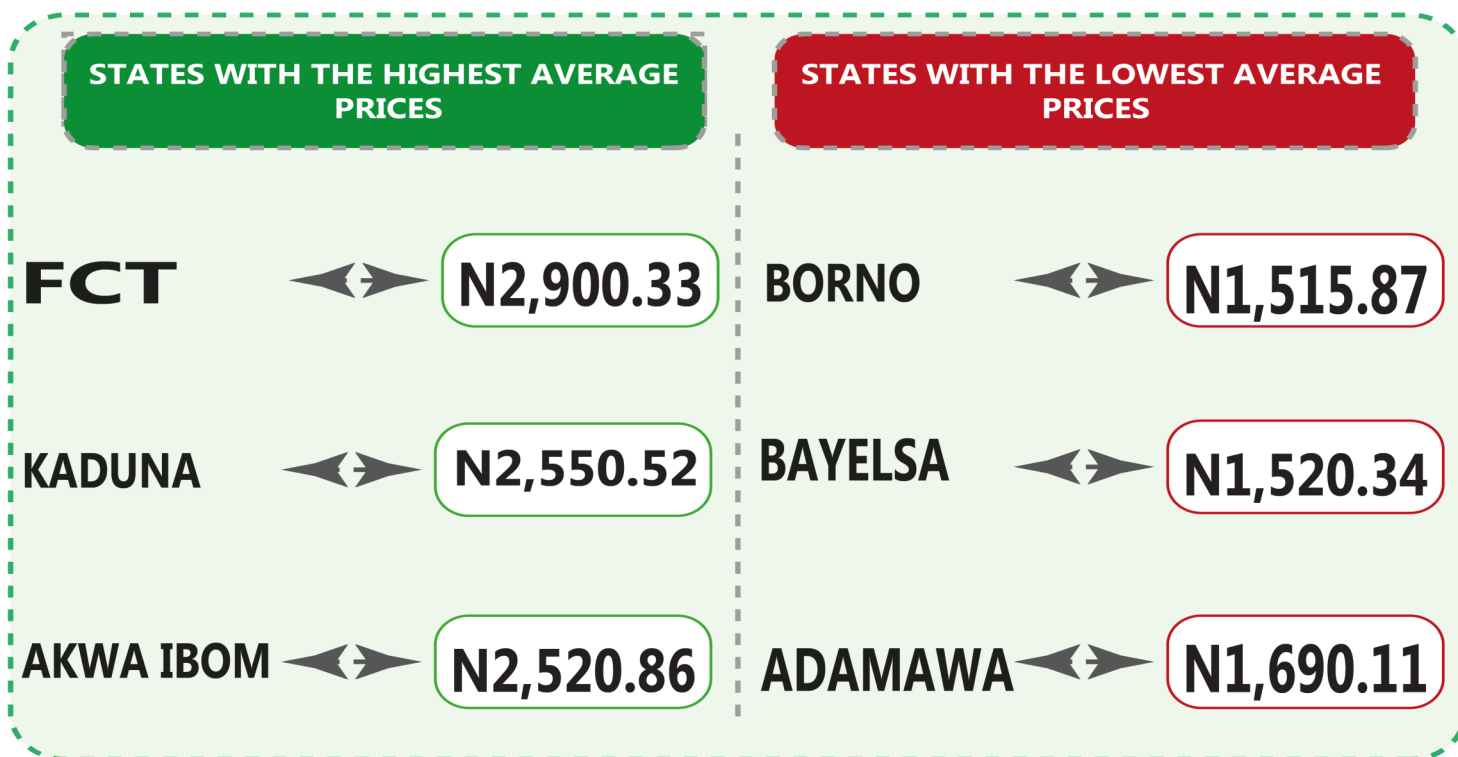 STATES WITH THE HIGHEST AVERAGE
PRICES
FCT
N2,900.33
KADUNA
N2,550.52
AKWA IBOM
N2,520.86
STATES WITH THE LOWEST AVERAGE
PRICES
BORNO
N1,515.87
BAYELSA
N1,520.34
ADAMAWA
N1,690.11